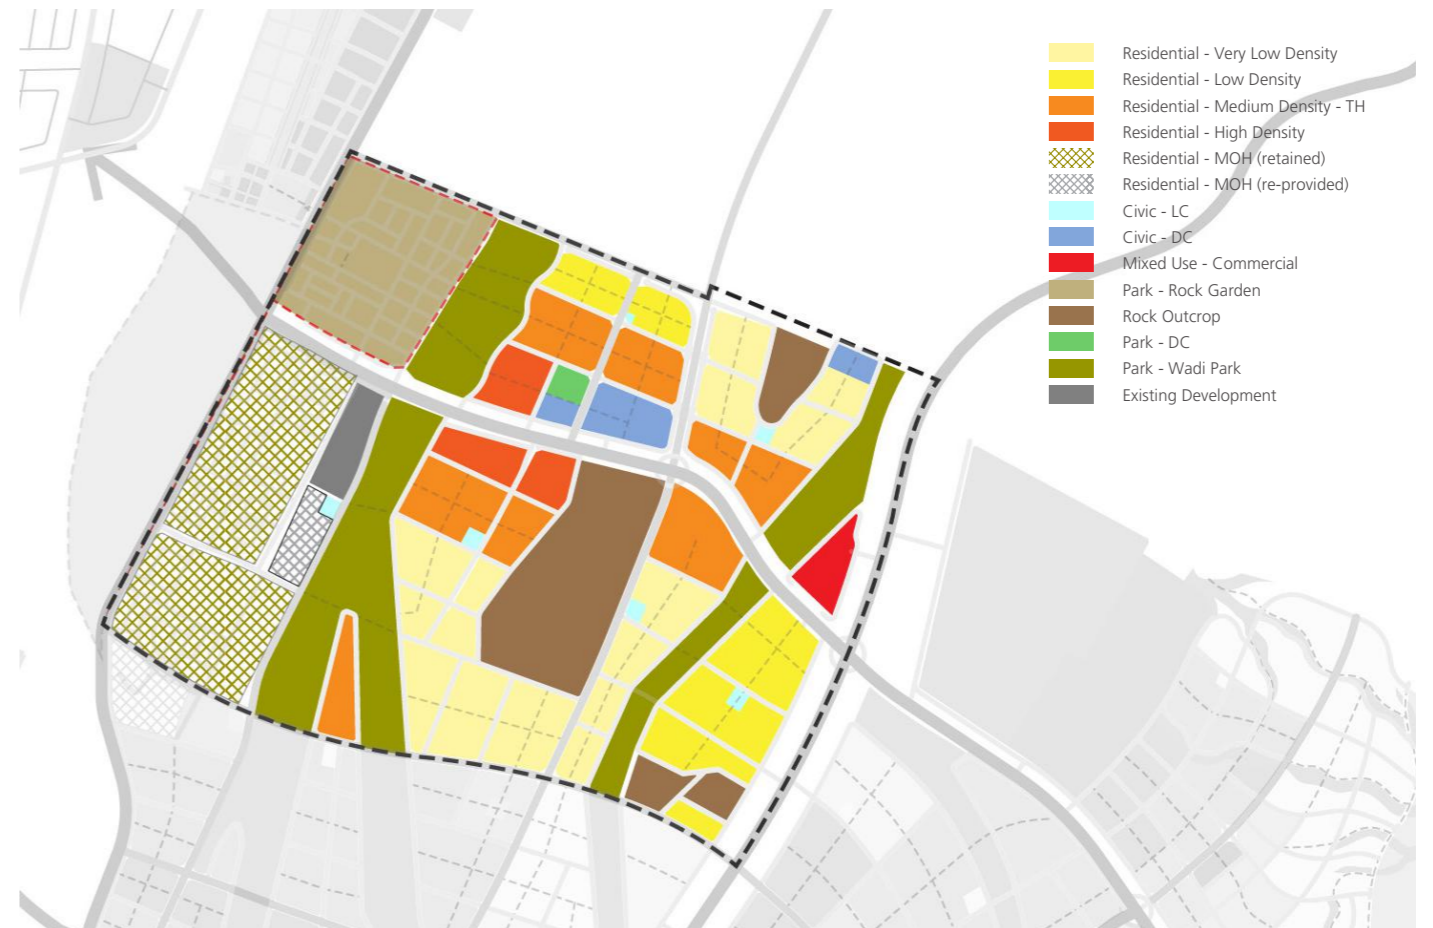 Residential - Very Low Density
Residential - Low Density
Residential - Medium Density - TH
Residential - High Density
Residential - MOH (retained)
Residential - MOH (re-provided)
Civic - LC
Civic - DC
Mixed Use - Commercial
Park - Rock Garden
Rock Outcrop
Park - DC
Park - Wadi Park
Existing Development